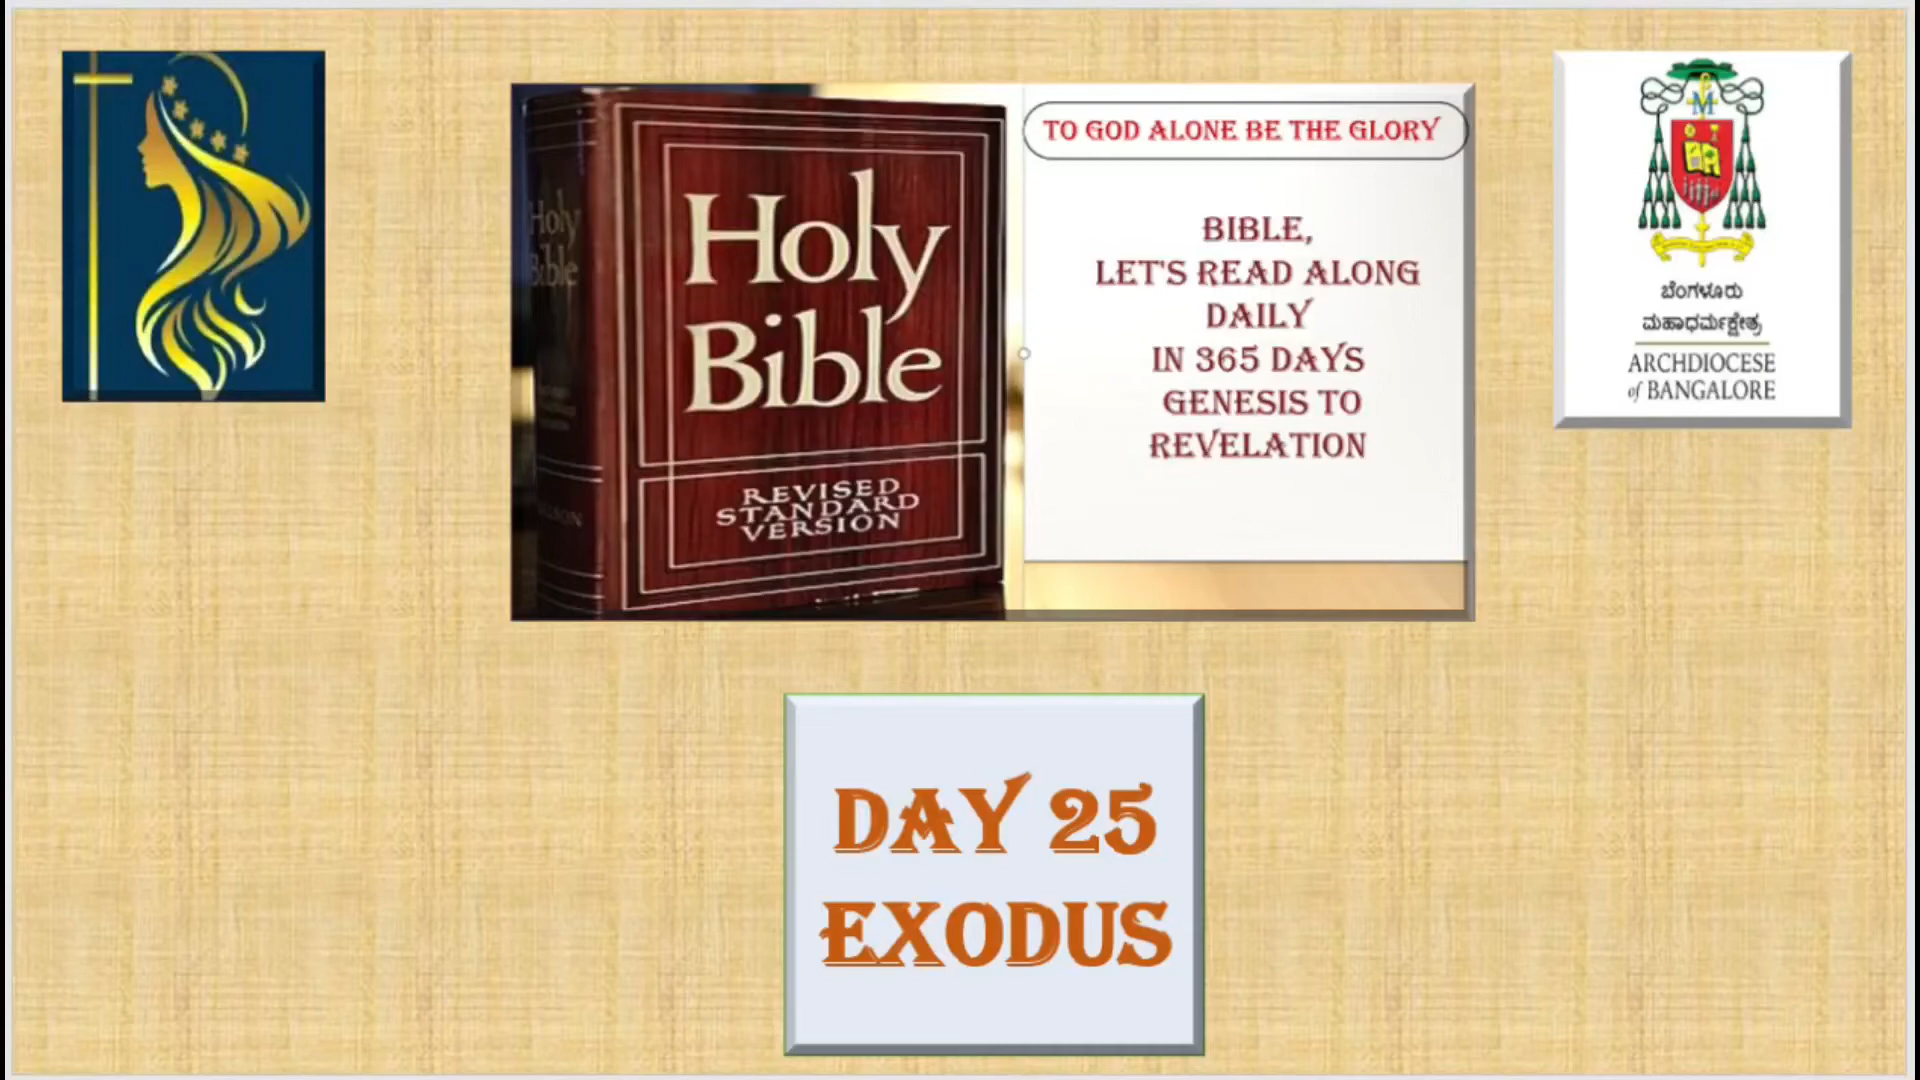 Holy
Bible
Holy
Bible
REVISED
STANDARD
VERSION
TO GOD ALONE BE THE GLORY
BIBLE,
LET'S READ ALONG
DAILY
IN 365 DAYS
GENESIS TO
REVELATION
M
ಬೆಂಗಳೂರು
ಮಹಾಧರ್ಮಕ್ಷೇತ್ರ
ARCHDIOCESE
of BANGALORE
DAY 25
EXODUS